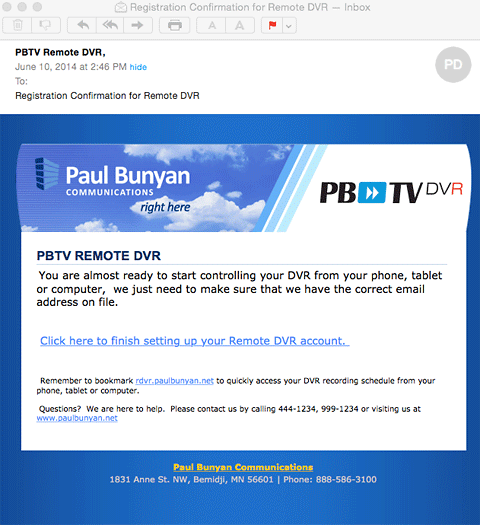 Registration Confirmation for Remote DVR — Inbox
A A
PBTV Remote DVR,
June 10, 2014 at 2:46 PM hide
PD
To:
Registration Confirmation for Remote DVR
Paul Bunyan
COMMUNICATIONS
right here
PB TV DVR
PBTV REMOTE DVR
You are almost ready to start controlling your DVR from your phone, tablet
or computer, we just need to make sure that we have the correct email
address on file.
Click here to finish setting up your Remote DVR account.
Remember to bookmark rdvr.paulbunyan.net to quickly access your DVR recording schedule from your
phone, tablet or computer.
Questions? We are here to help. Please contact us by calling 444-1234, 999-1234 or visiting us at
www.paulbunyan.net
Paul Bunyan Communications
1831 Anne St. NW, Bemidji, MN 56601 | Phone: 888-586-3100